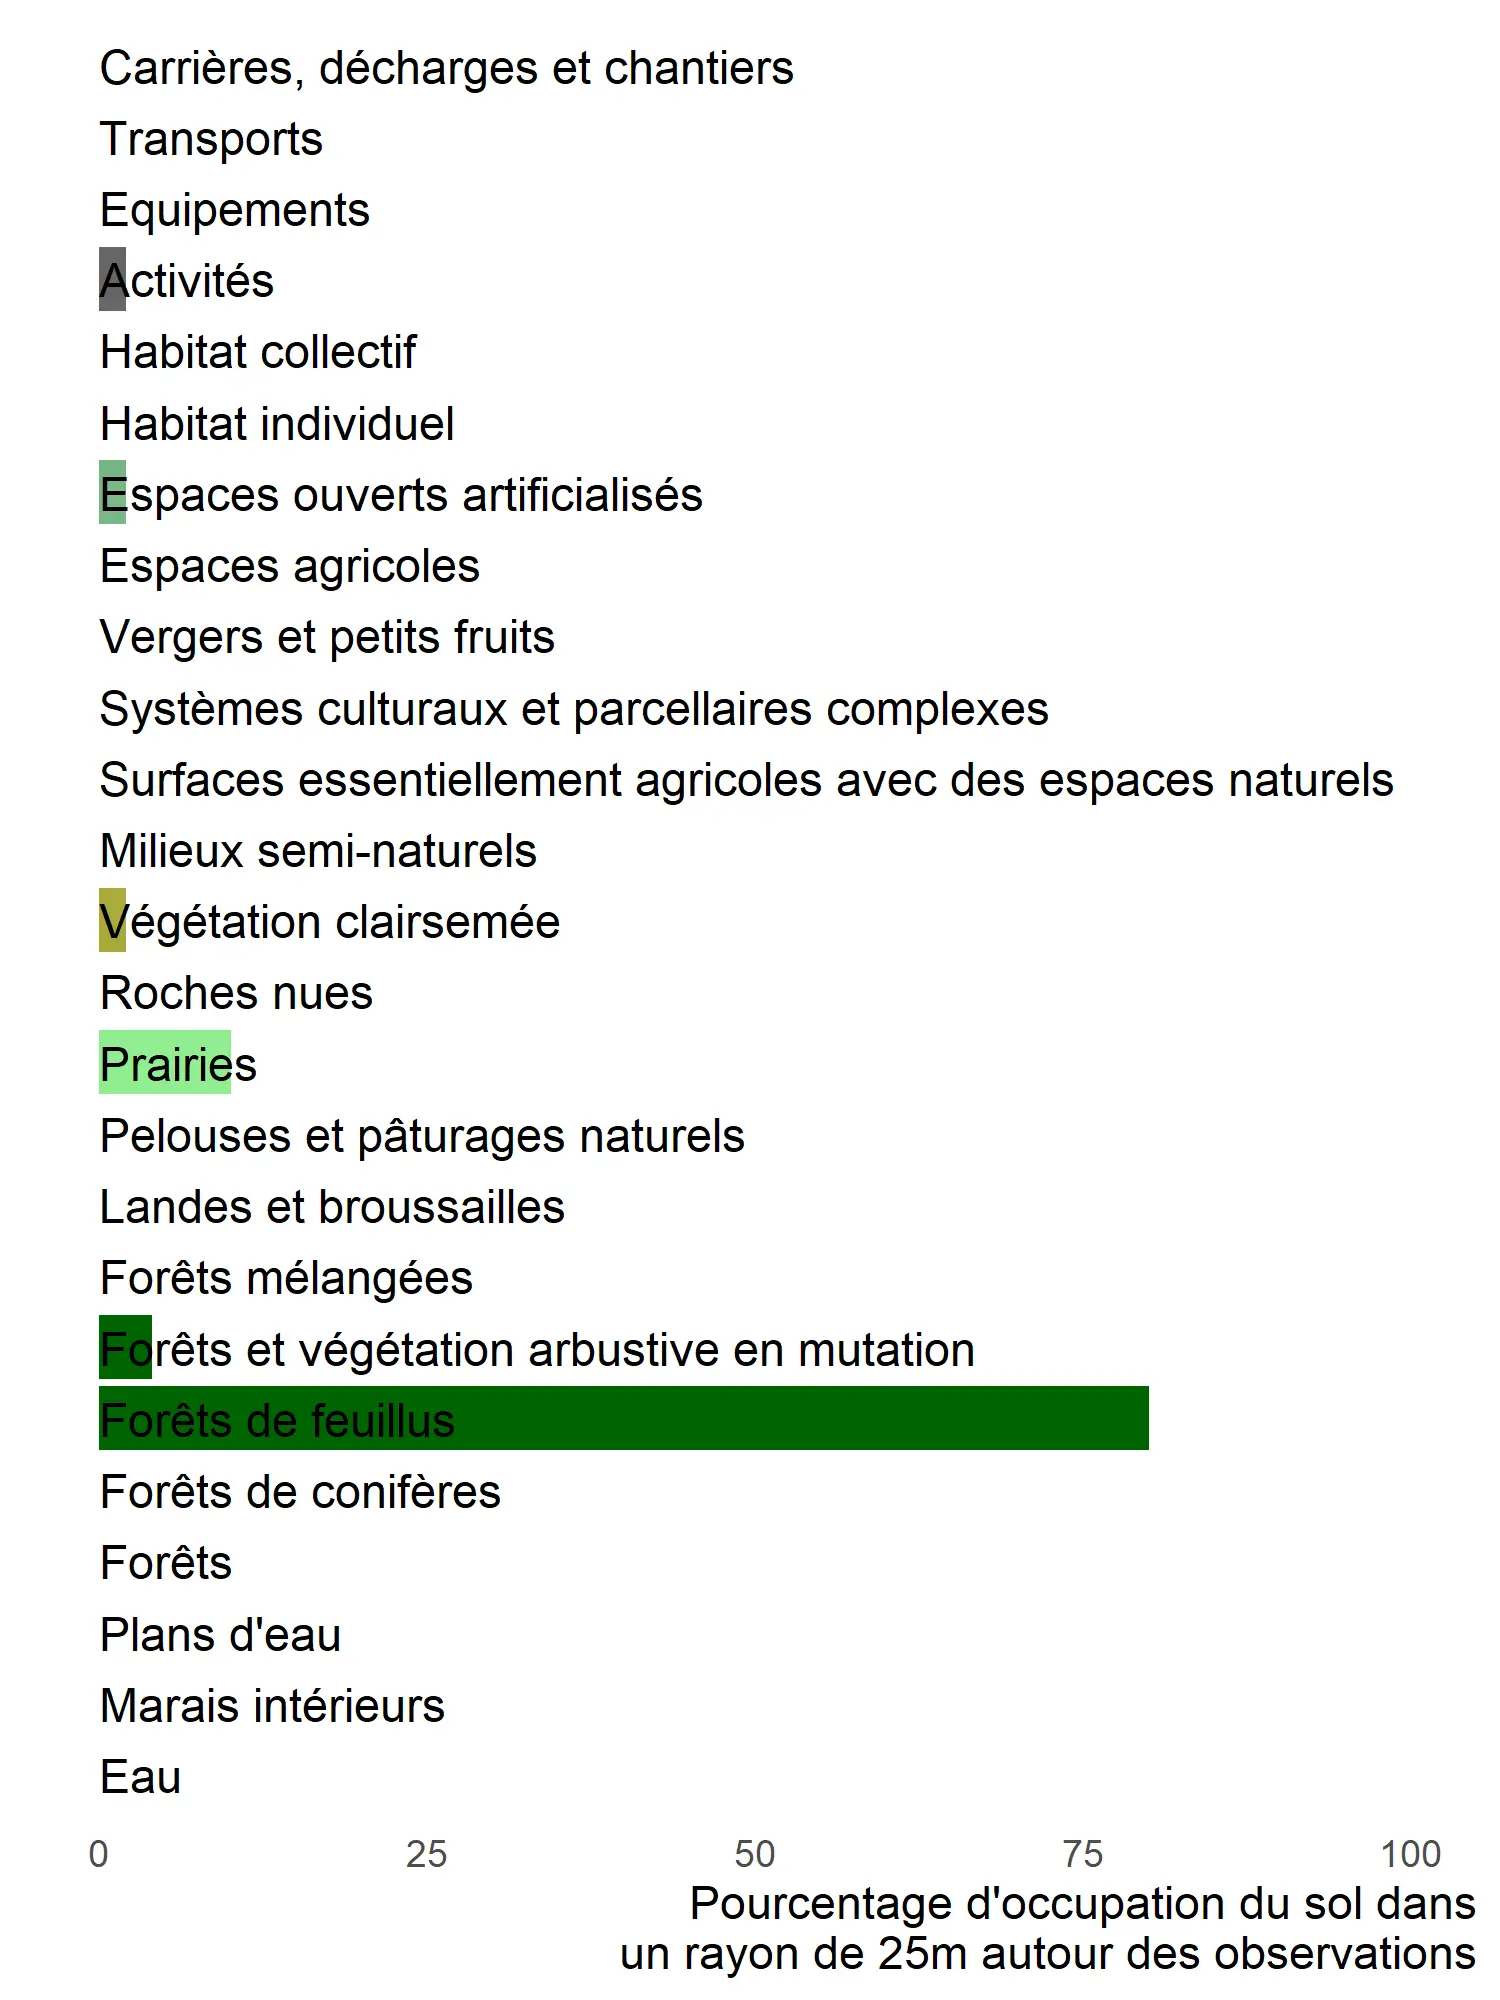 Carrières, décharges et chantiers
Transports
Equipements
Activités
Habitat collectif
Habitat individuel
Espaces ouverts artificialisés
Espaces agricoles
Vergers et petits fruits
Systèmes culturaux et parcellaires complexes
Surfaces essentiellement agricoles avec des espaces naturels
Milieux semi-naturels
Végétation clairsemée
Roches nues
Prairies
Pelouses et pâturages naturels
Landes et broussailles
Forêts mélangées
Forêts et végétation arbustive en mutation
Forêts de feuillus
Forêts de conifères
Forêts
Plans d'eau
Marais intérieurs
Eau
0 25 50 75 100
Pourcentage d'occupation du sol dans
un rayon de 25m autour des observations